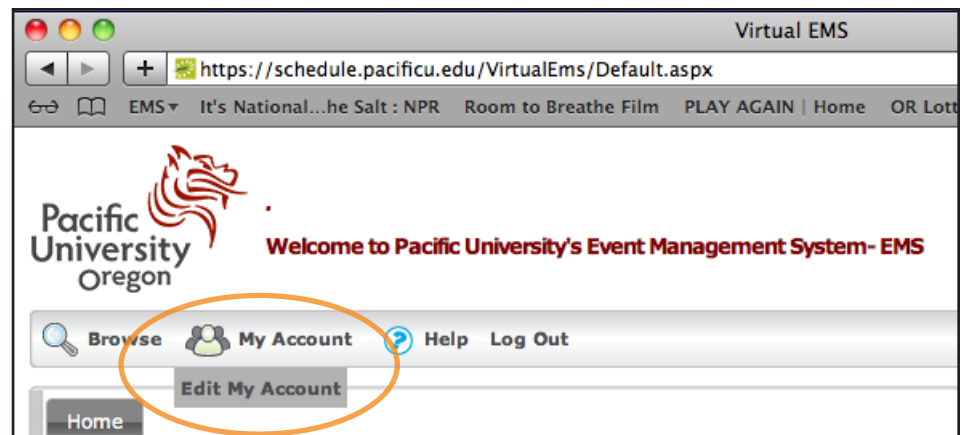 Virtual EMS
+ https://schedule.pacificu.edu/VirtualEms/Default.aspx
EMS▾ It's National...he Salt : NPR Room to Breathe Film PLAY AGAIN | Home OR Lott
Pacific
University
Oregon
.
Welcome to Pacific University's Event Management System- EMS
Browse My Account ? Help Log Out
Edit My Account
Home